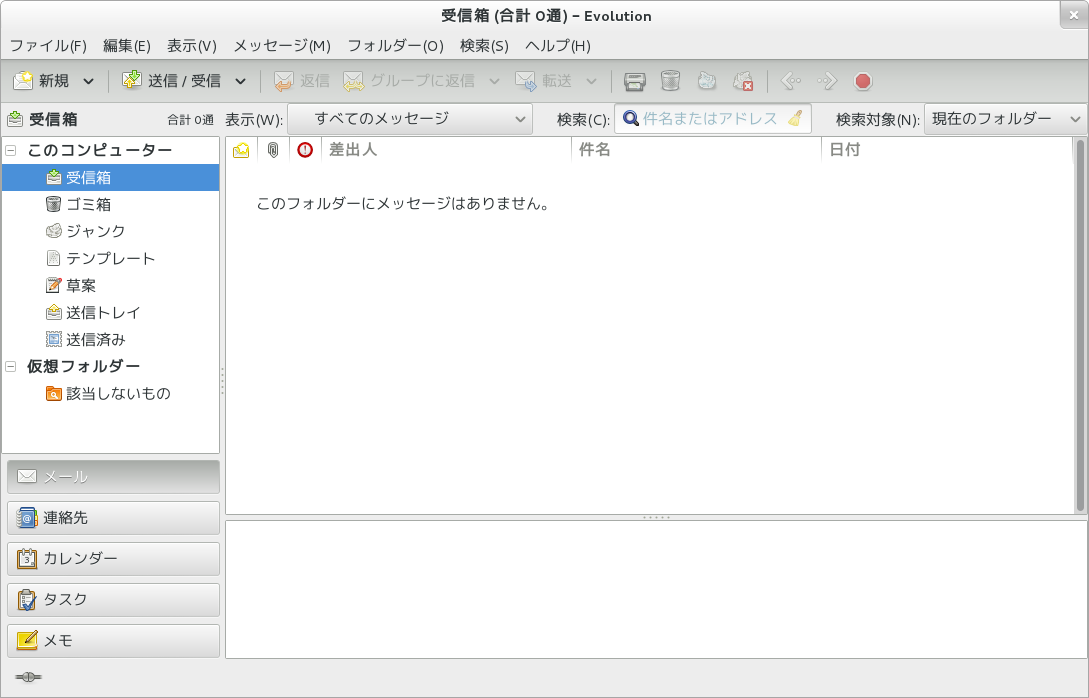 受信箱 (合計 0通) – Evolution
ファイル(F) 編集(E) 表示(V) メッセージ(M) フォルダー(O) 検索(S) ヘルプ(H)
新規 送信 / 受信 返信 グループに返信 転送
受信箱 合計 0通 表示(W): すべてのメッセージ 検索(C): 件名またはアドレス 検索対象(N): 現在のフォルダー
このコンピューター 差出人 件名 日付
受信箱
ゴミ箱 このフォルダーにメッセージはありません。
ジャンク
テンプレート
草案
送信トレイ
送信済み
仮想フォルダー
該当しないもの
メール
連絡先
カレンダー
タスク
メモ